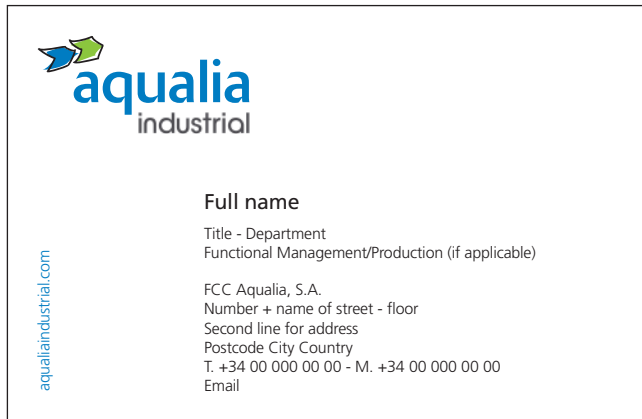 aqualia
industrial
Full name
Title - Department
Functional Management/Production (if applicable)
FCC Aqualia, S.A.
Number + name of street - floor
Second line for address
Postcode City Country
T. +34 00 000 00 00 - M. +34 00 000 00 00
Email
aqualiaindustrial.com